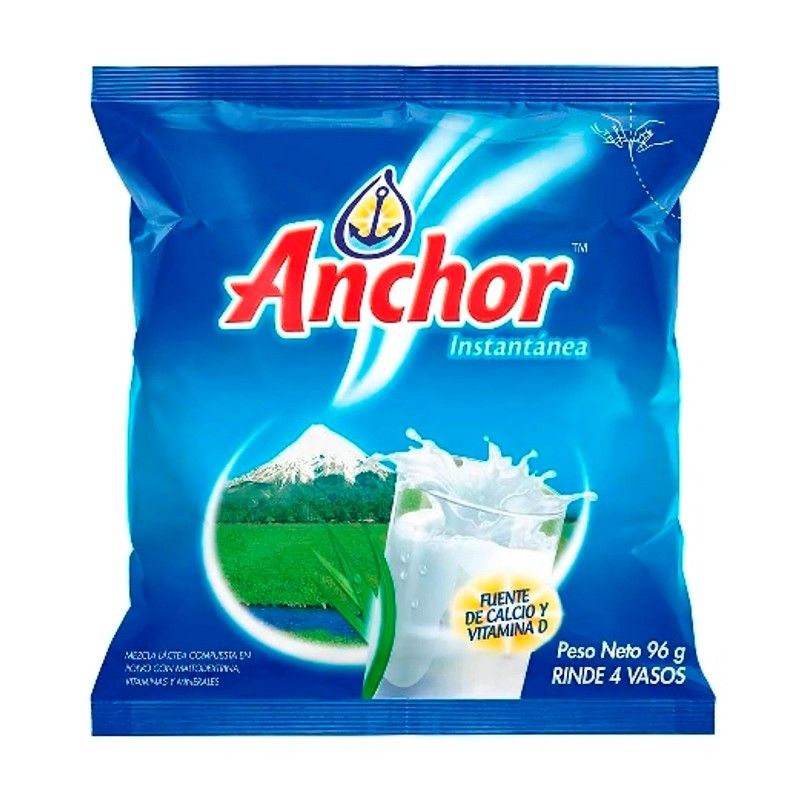 Anchor
TM
Instantánea
FUENTE
DE CALCIO Y
VITAMINA D
MEZCLA LÁCTEA COMPUESTA EN
POLVO CON MALTODEXTRINA,
VITAMINAS Y MINERALES
Peso Neto 96 g
RINDE 4 VASOS